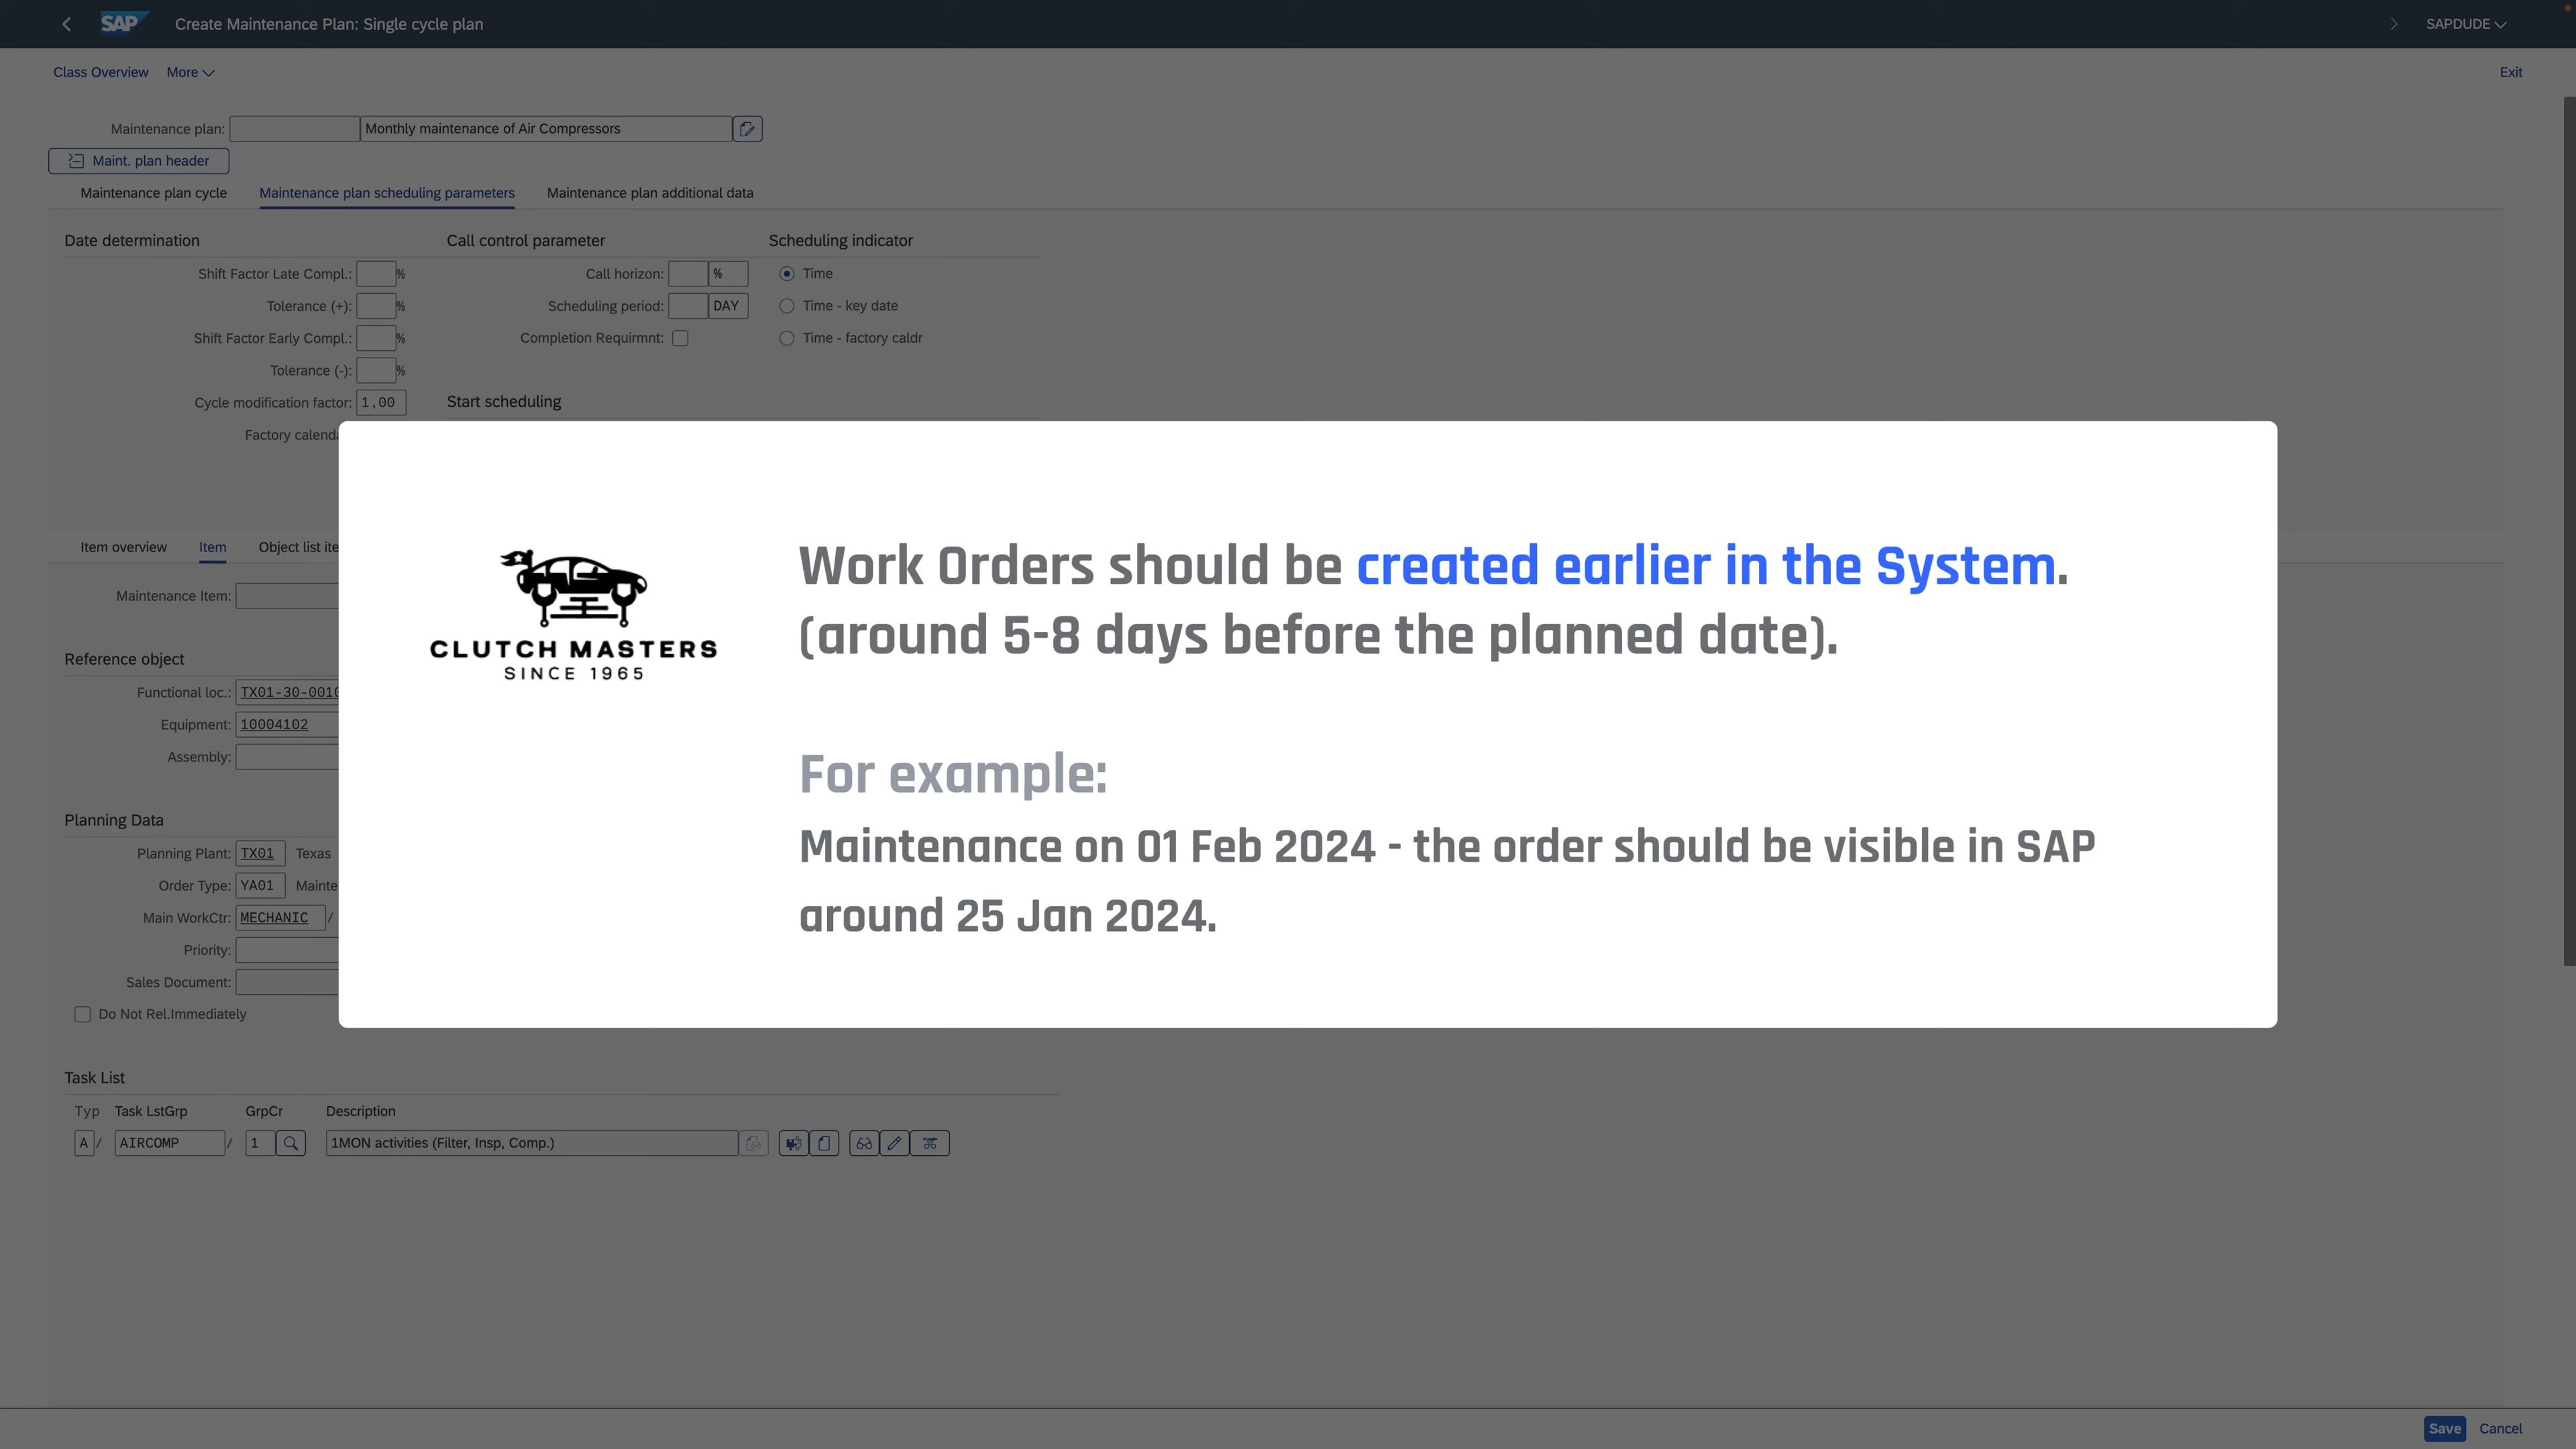 SAP Create Maintenance Plan: Single cycle plan SAPDUDE
Class Overview More Exit
Maintenance plan: Monthly maintenance of Air Compressors
Maint. plan header
Maintenance plan cycle Maintenance plan scheduling parameters Maintenance plan additional data
Date determination Call control parameter Scheduling indicator
Shift Factor Late Compl.: % Call horizon: % Time
Tolerance (+): % Scheduling period: DAY Time - key date
Shift Factor Early Compl.: % Completion Requirmnt: Time - factory caldr
Tolerance (-): %
Cycle modification factor: 1,00 Start scheduling
Factory
Item overview Item Object list
Maintenance Item:
Reference object
Functional loc.: TX01-30-0010
Equipment: 10004102
Assembly:
Planning Data
Planning Plant: TX01 Texas
Order Type: YA01 Mainte
Main WorkCtr: MECHANIC /
Priority:
Sales Document:
Do Not Rel.Immediately
CLUTCH MASTERS
SINCE 1965
Work Orders should be created earlier in the System.
(around 5-8 days before the planned date).
For example:
Maintenance on 01 Feb 2024 - the order should be visible in SAP
around 25 Jan 2024.
Task List
Typ Task LstGrp GrpCr Description
A / AIRCOMP / 1 1MON activities (Filter, Insp, Comp.)
Save Cancel